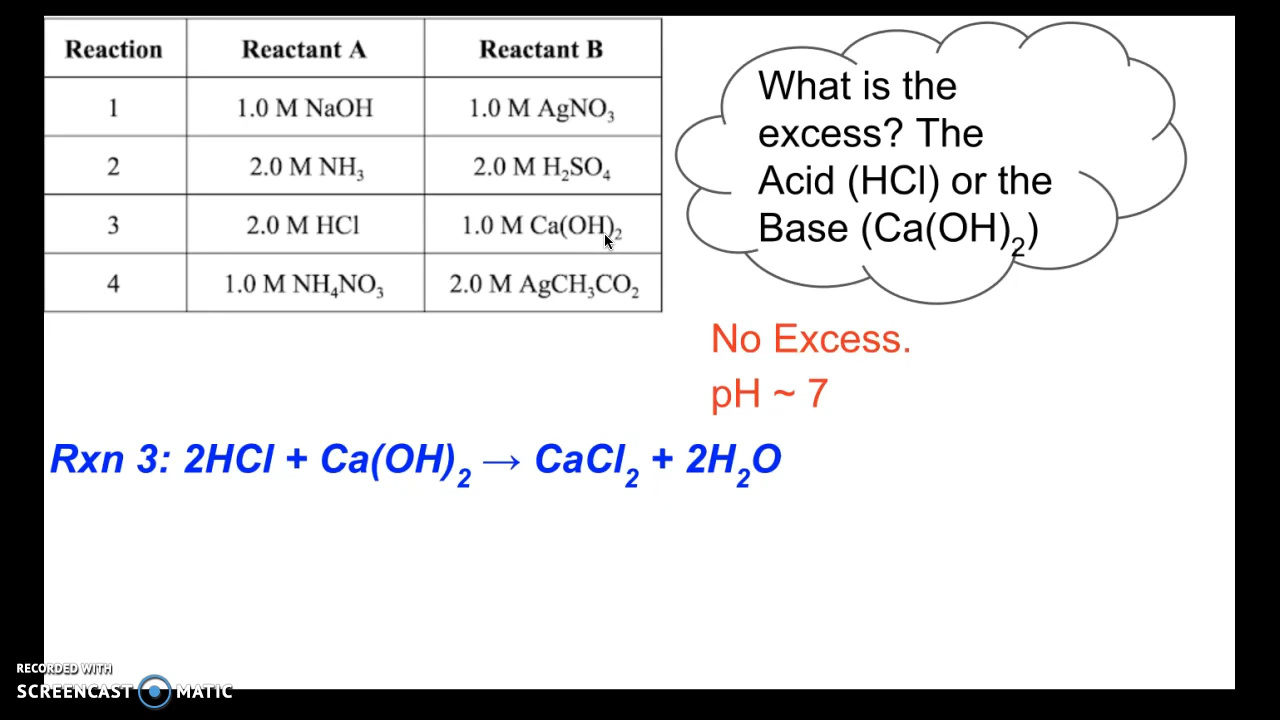 Reaction Reactant A Reactant B
1 1.0 M NaOH 1.0 M AgNO₃
2 2.0 M NH₃ 2.0 M H₂SO₄
3 2.0 M HCl 1.0 M Ca(OH)₂
4 1.0 M NH₄NO₃ 2.0 M AgCH₃CO₂
What is the
excess? The
Acid (HCl) or the
Base (Ca(OH)₂)
No Excess.
pH ~ 7
Rxn 3: 2HCl + Ca(OH)₂ → CaCl₂ + 2H₂O
RECORDED WITH
SCREENCAST MATIC